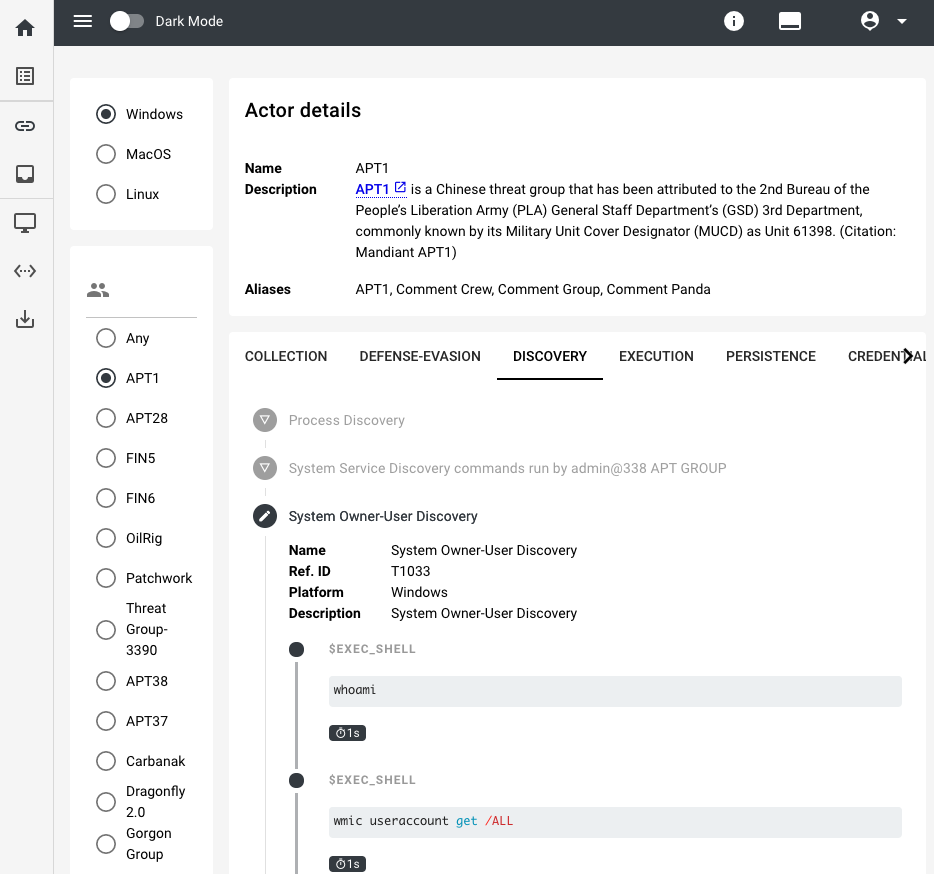 Dark Mode
Windows
MacOS
Linux
Any
APT1
APT28
FIN5
FIN6
OilRig
Patchwork
Threat
Group-
3390
APT38
APT37
Carbanak
Dragonfly
2.0
Gorgon
Group
Actor details
Name APT1
Description APT1 is a Chinese threat group that has been attributed to the 2nd Bureau of the
People’s Liberation Army (PLA) General Staff Department’s (GSD) 3rd Department,
commonly known by its Military Unit Cover Designator (MUCD) as Unit 61398. (Citation:
Mandiant APT1)
Aliases APT1, Comment Crew, Comment Group, Comment Panda
COLLECTION DEFENSE-EVASION DISCOVERY EXECUTION PERSISTENCE CREDENTIAL
Process Discovery
System Service Discovery commands run by admin@338 APT GROUP
System Owner-User Discovery
Name System Owner-User Discovery
Ref. ID T1033
Platform Windows
Description System Owner-User Discovery
$EXEC_SHELL
whoami
1s
$EXEC_SHELL
wmic useraccount get /ALL
1s